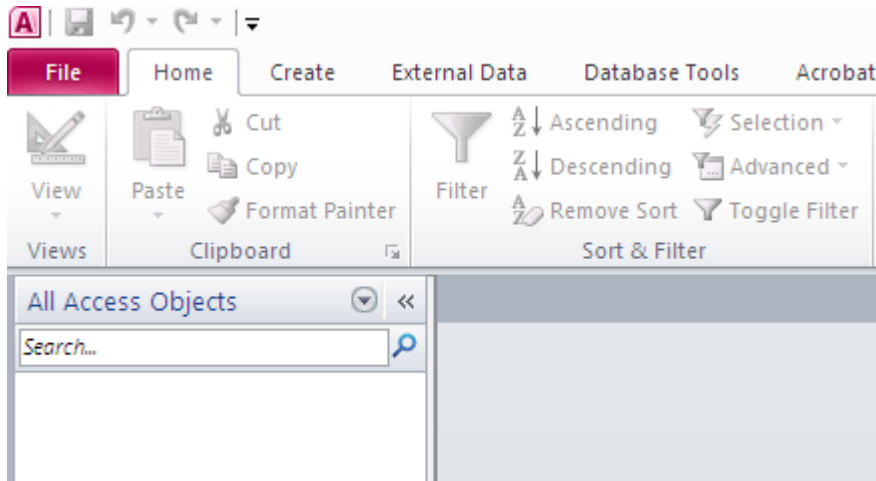 A
File Home Create External Data Database Tools Acrobat
View
Views
Paste
Cut
Copy
Format Painter
Clipboard
Filter
Ascending
Descending
Remove Sort
Selection
Advanced
Toggle Filter
Sort & Filter
All Access Objects
Search...